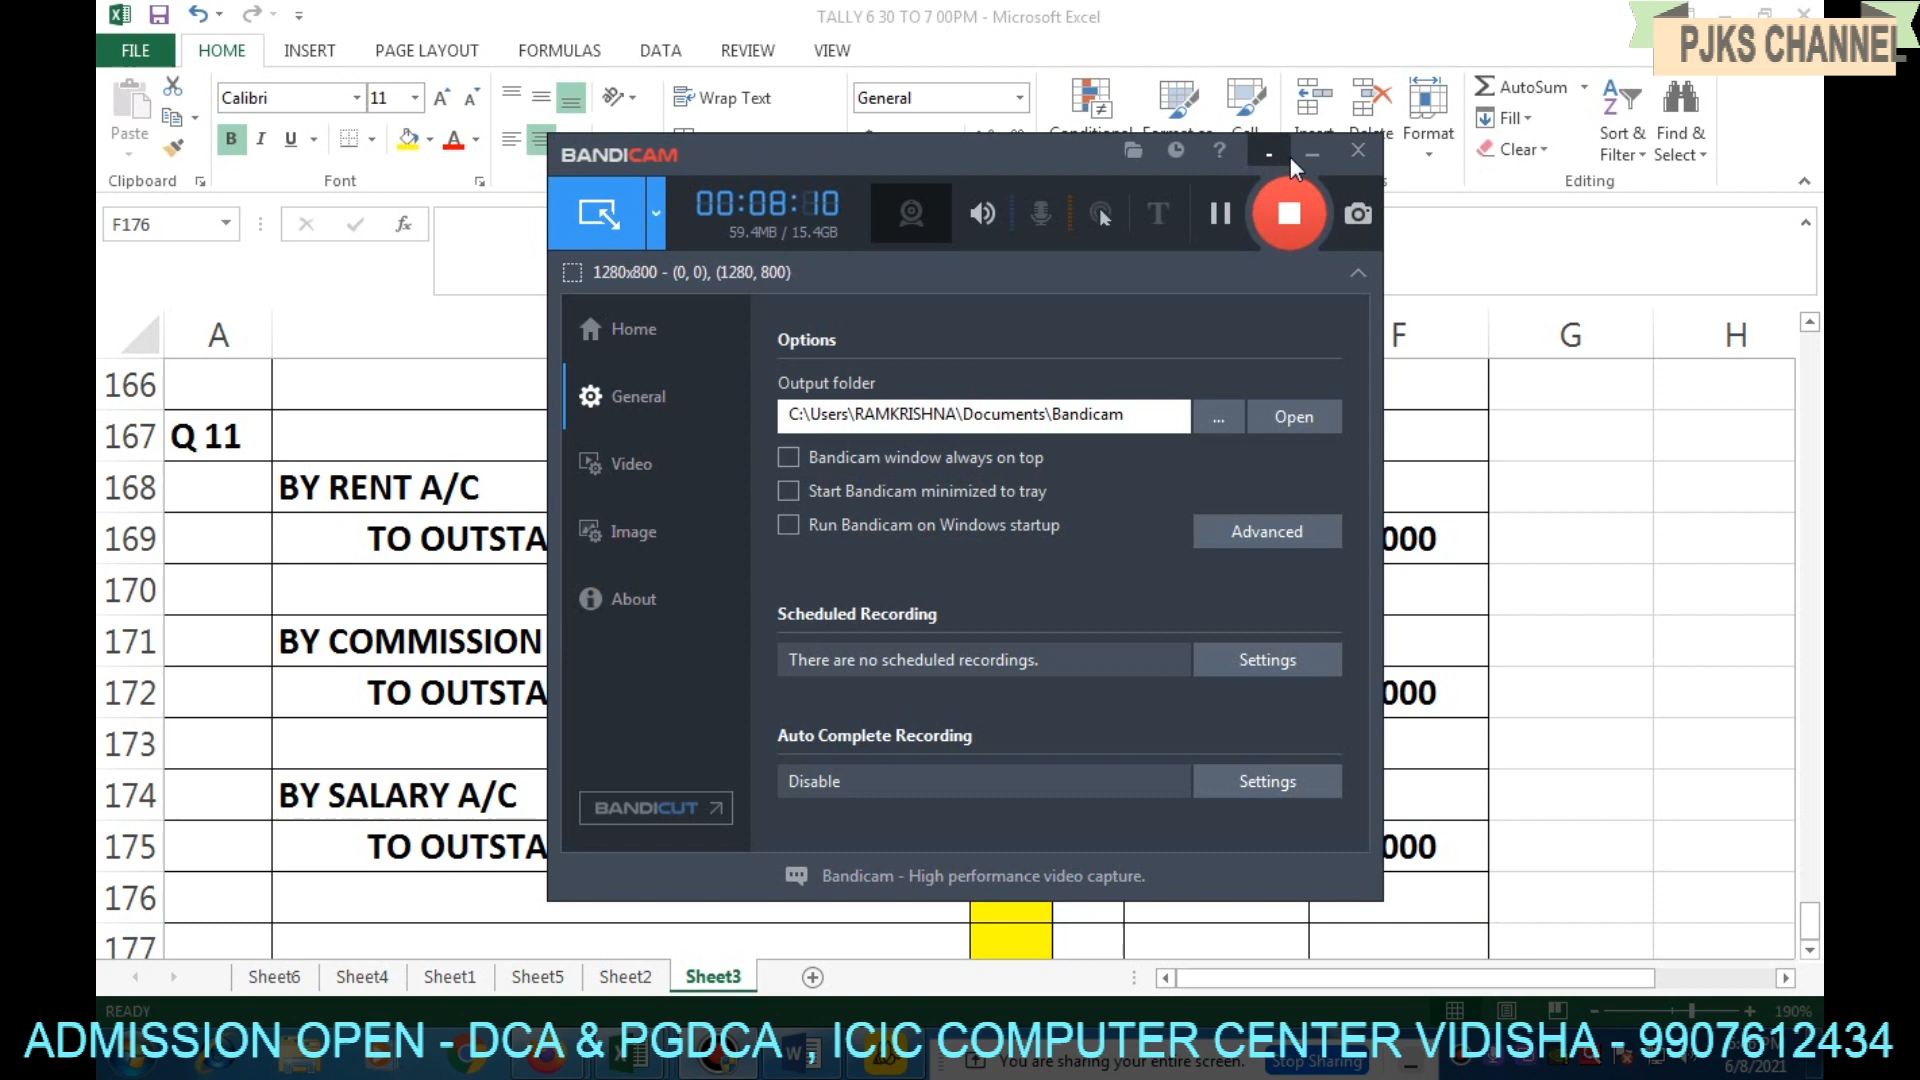 TALLY 6 30 TO 7 00PM - Microsoft Excel
PJKS CHANNEL
FILE HOME INSERT PAGE LAYOUT FORMULAS DATA REVIEW VIEW
Paste
Calibri 11
B I U
Wrap Text
General
Format
AutoSum
Fill
Clear
Sort & Filter
Find & Select
Clipboard Font Editing
F176
fx
BANDICAM
00:08:10
59.4MB / 15.4GB
1280x800 - (0, 0), (1280, 800)
Home
General
Video
Image
About
BANDICUT
Options
Output folder
C:\Users\RAMKRISHNA\Documents\Bandicam
... Open
Bandicam window always on top
Start Bandicam minimized to tray
Run Bandicam on Windows startup
Advanced
Scheduled Recording
There are no scheduled recordings. Settings
Auto Complete Recording
Disable Settings
Bandicam - High performance video capture.
A F G H
166
167 Q 11
168 BY RENT A/C
169 TO OUTSTA 000
170
171 BY COMMISSION
172 TO OUTSTA 000
173
174 BY SALARY A/C
175 TO OUTSTA 000
176
177
Sheet6 Sheet4 Sheet1 Sheet5 Sheet2 Sheet3
READY 190%
ADMISSION OPEN - DCA & PGDCA - ICIC COMPUTER CENTER VIDISHA - 9907612434
You are sharing your entire screen. Stop Sharing
6/8/2021